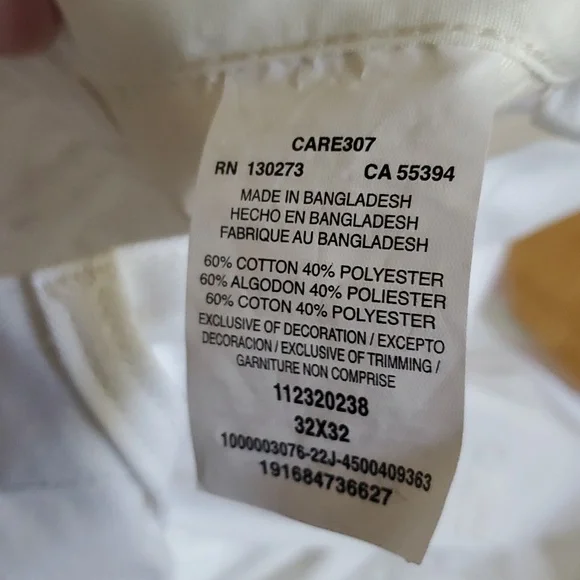 CARE307
RN 130273 CA 55394
MADE IN BANGLADESH
HECHO EN BANGLADESH
FABRIQUE AU BANGLADESH
60% COTTON 40% POLYESTER
60% ALGODON 40% POLIESTER
60% COTON 40% POLYESTER
EXCLUSIVE OF DECORATION / EXCEPTO
DECORACION / EXCLUSIVE OF TRIMMING /
GARNITURE NON COMPRISE
112320238
32X32
1000003076-22J-4500409363
191684736627